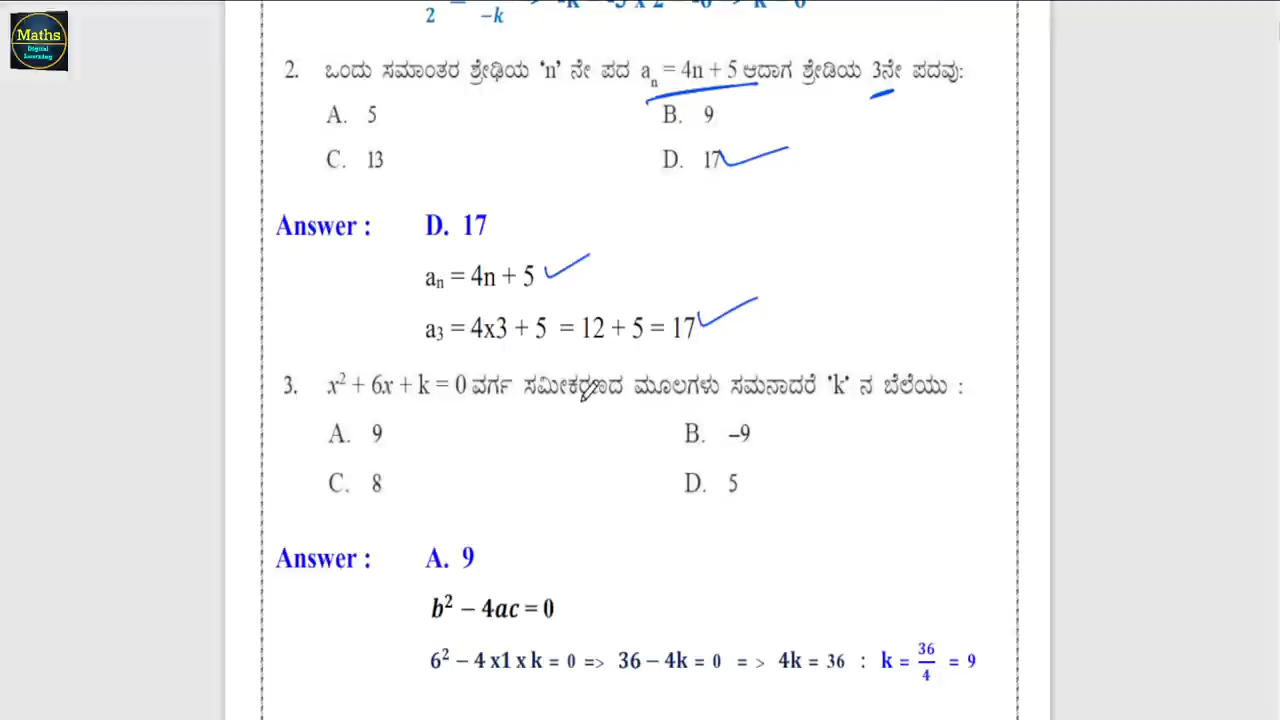 Maths
Digital
Learning
2 = −k
2. ಒಂದು ಸಮಾಂತರ ಶ್ರೇಢಿಯ 'n' ನೇ ಪದ an = 4n + 5 ಆದಾಗ ಶ್ರೇಡಿಯ 3ನೇ ಪದವು:
A. 5 B. 9
C. 13 D. 17
Answer : D. 17
an = 4n + 5
a3 = 4x3 + 5 = 12 + 5 = 17
3. x² + 6x + k = 0 ವರ್ಗ ಸಮೀಕರಣದ ಮೂಲಗಳು ಸಮನಾದರೆ 'k' ನ ಬೆಲೆಯು :
A. 9 B. –9
C. 8 D. 5
Answer : A. 9
b² − 4ac = 0
6² − 4 x1 x k = 0 => 36 − 4k = 0 = > 4k = 36 : k = 36/4 = 9